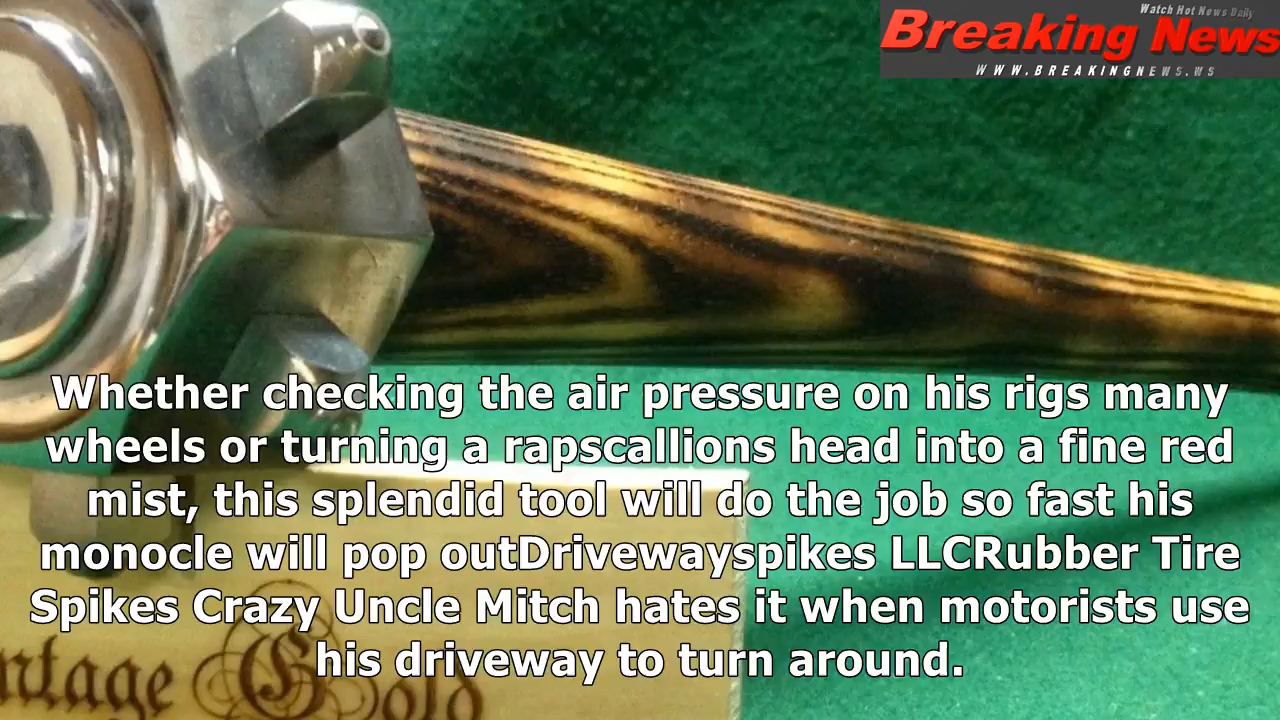 Watch Hot News Daily
Breaking News
WWW.BREAKINGNEWS.WS
Whether checking the air pressure on his rigs many
wheels or turning a rapscallions head into a fine red
mist, this splendid tool will do the job so fast his
monocle will pop outDrivewayspikes LLCRubber Tire
Spikes Crazy Uncle Mitch hates it when motorists use
his driveway to turn around.
ntage Gold